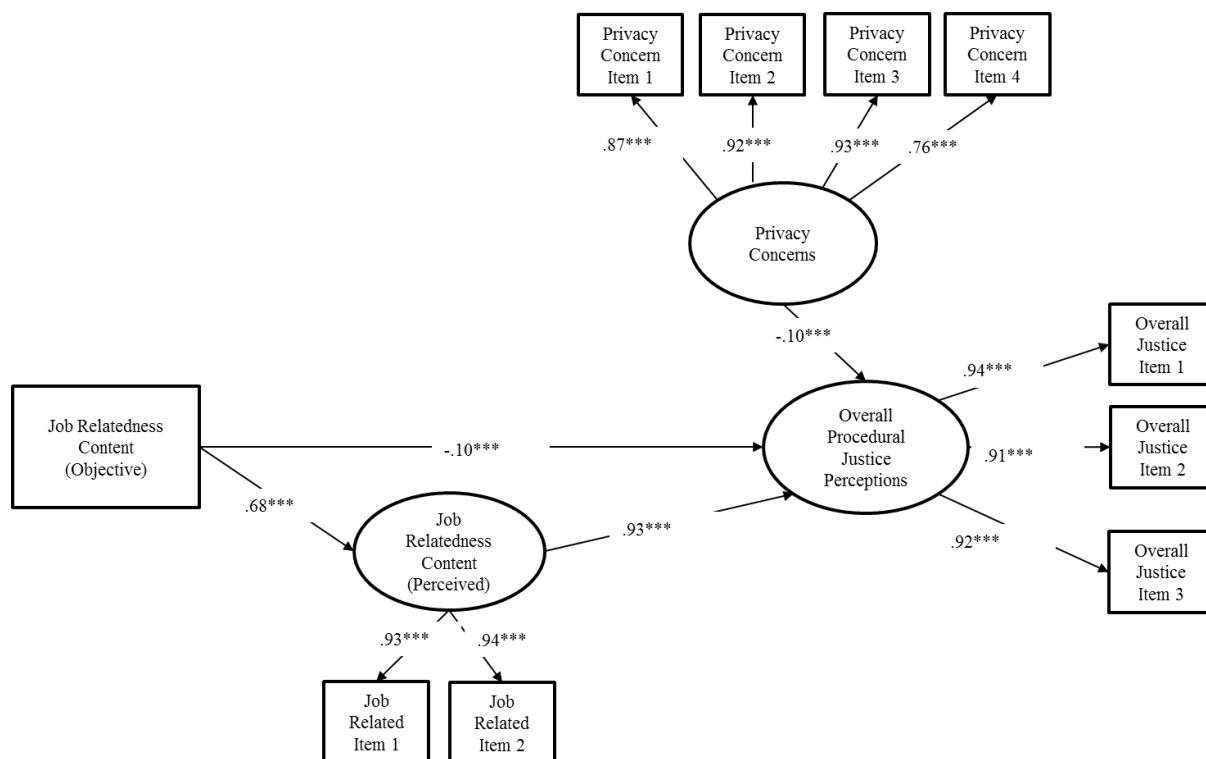 Privacy
Concern
Item 1
Privacy
Concern
Item 2
Privacy
Concern
Item 3
Privacy
Concern
Item 4
.87***
.92***
.93***
.76***
Privacy
Concerns
-.10***
Overall
Justice
Item 1
.94***
Job Relatedness
Content
(Objective)
-.10***
Overall
Procedural
Justice
Perceptions
.91***
Overall
Justice
Item 2
.68***
Job
Relatedness
Content
(Perceived)
.93***
.92***
Overall
Justice
Item 3
.93***
.94***
Job
Related
Item 1
Job
Related
Item 2